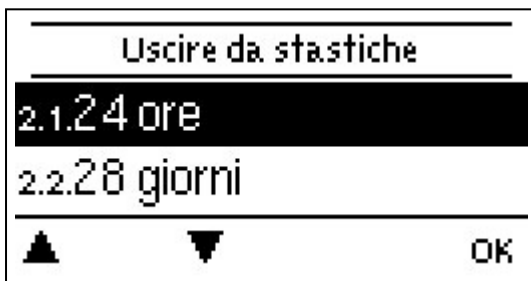 Uscire da stastiche
2.1.24 ore
2.2.28 giorni
OK